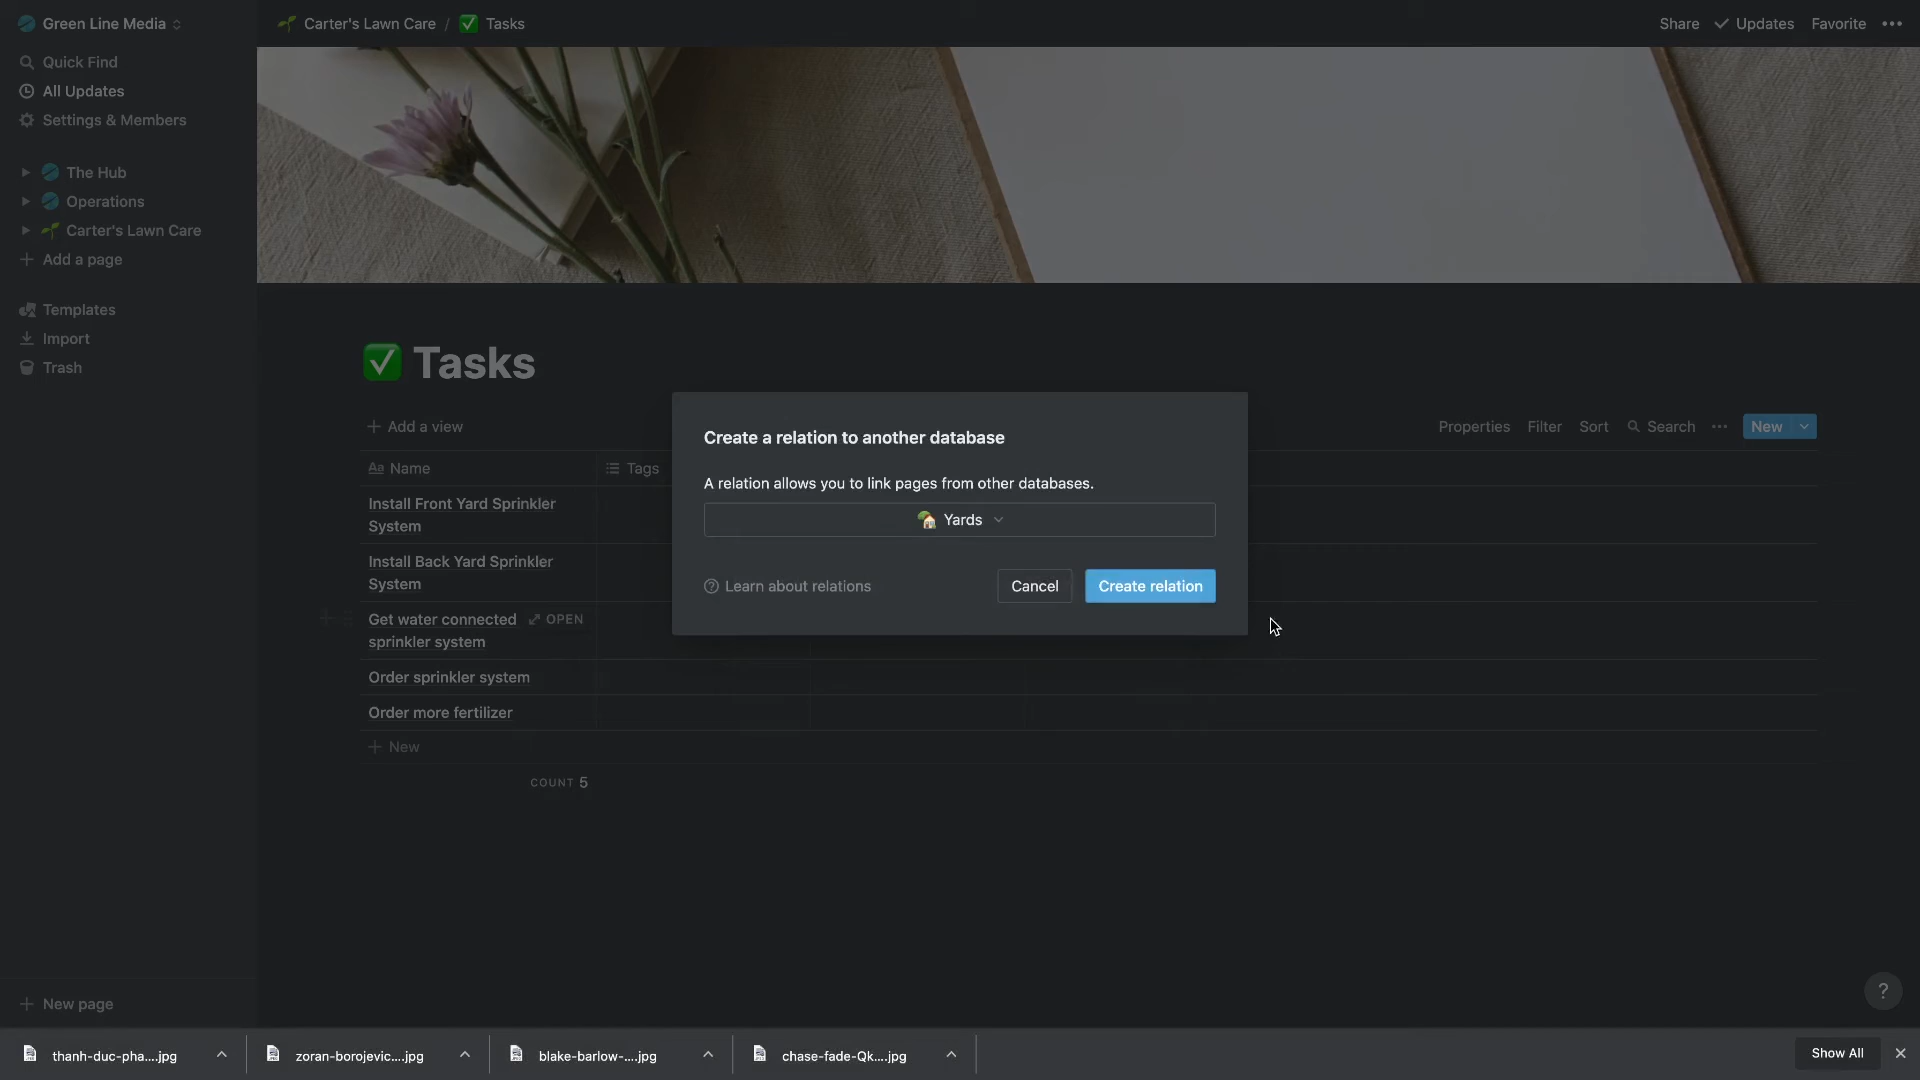 Green Line Media
Carter's Lawn Care / Tasks
Share Updates Favorite
Quick Find
All Updates
Settings & Members
The Hub
Operations
Carter's Lawn Care
Add a page
Templates
Import
Trash
Tasks
Add a view
Properties Filter Sort Search New
Aa Name Tags
Install Front Yard Sprinkler
System
Install Back Yard Sprinkler
System
Get water connected OPEN
sprinkler system
Order sprinkler system
Order more fertilizer
New
COUNT 5
Create a relation to another database
A relation allows you to link pages from other databases.
Yards
Learn about relations Cancel Create relation
New page
?
thanh-duc-pha....jpg
zoran-borojevic....jpg
blake-barlow-....jpg
chase-fade-Qk....jpg
Show All